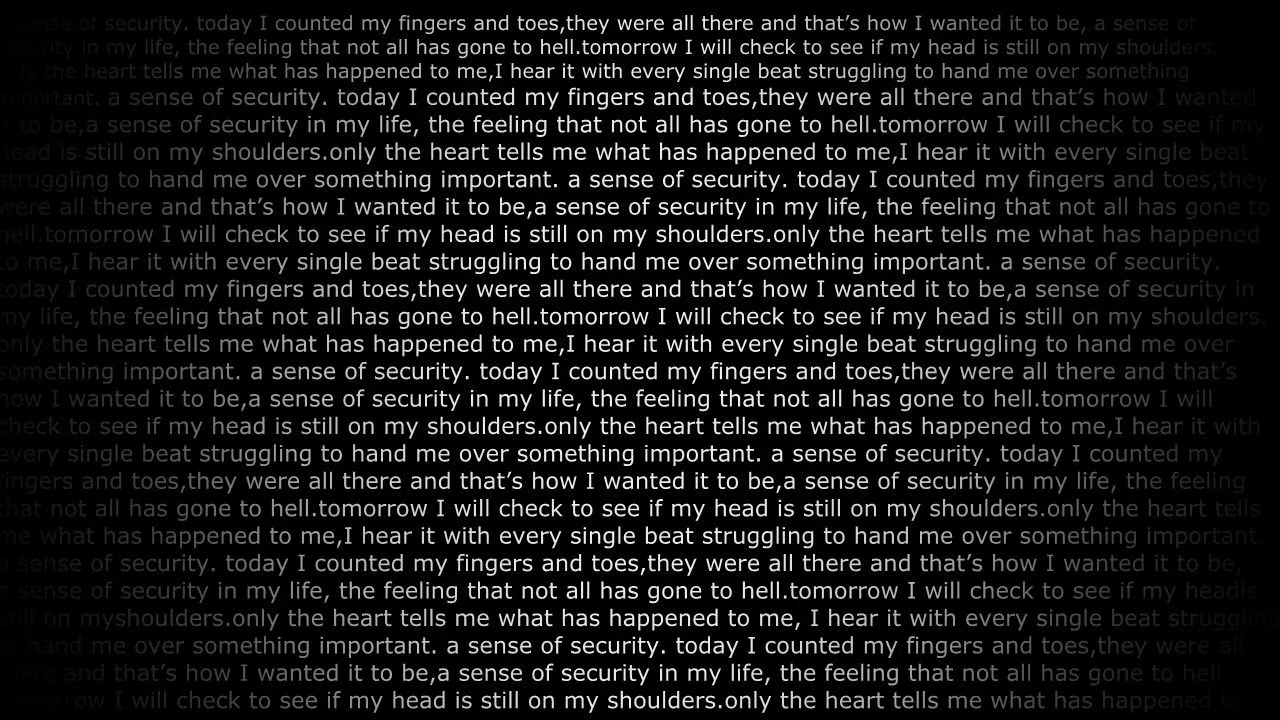 sense of security. today I counted my fingers and toes,they were all there and that’s how I wanted it to be, a sense of
security in my life, the feeling that not all has gone to hell.tomorrow I will check to see if my head is still on my shoulders.
only the heart tells me what has happened to me,I hear it with every single beat struggling to hand me over something
important. a sense of security. today I counted my fingers and toes,they were all there and that’s how I wanted
it to be,a sense of security in my life, the feeling that not all has gone to hell.tomorrow I will check to see if my
head is still on my shoulders.only the heart tells me what has happened to me,I hear it with every single beat
struggling to hand me over something important. a sense of security. today I counted my fingers and toes,they
were all there and that’s how I wanted it to be,a sense of security in my life, the feeling that not all has gone to
hell.tomorrow I will check to see if my head is still on my shoulders.only the heart tells me what has happened
to me,I hear it with every single beat struggling to hand me over something important. a sense of security.
today I counted my fingers and toes,they were all there and that’s how I wanted it to be,a sense of security in
my life, the feeling that not all has gone to hell.tomorrow I will check to see if my head is still on my shoulders.
only the heart tells me what has happened to me,I hear it with every single beat struggling to hand me over
something important. a sense of security. today I counted my fingers and toes,they were all there and that’s
how I wanted it to be,a sense of security in my life, the feeling that not all has gone to hell.tomorrow I will
check to see if my head is still on my shoulders.only the heart tells me what has happened to me,I hear it with
every single beat struggling to hand me over something important. a sense of security. today I counted my
fingers and toes,they were all there and that’s how I wanted it to be,a sense of security in my life, the feeling
that not all has gone to hell.tomorrow I will check to see if my head is still on my shoulders.only the heart tells
me what has happened to me,I hear it with every single beat struggling to hand me over something important.
a sense of security. today I counted my fingers and toes,they were all there and that’s how I wanted it to be,
a sense of security in my life, the feeling that not all has gone to hell.tomorrow I will check to see if my headis
still on myshoulders.only the heart tells me what has happened to me, I hear it with every single beat struggling
hand me over something important. a sense of security. today I counted my fingers and toes,they were all
there and that’s how I wanted it to be,a sense of security in my life, the feeling that not all has gone to hell.
I will check to see if my head is still on my shoulders.only the heart tells me what has happened to